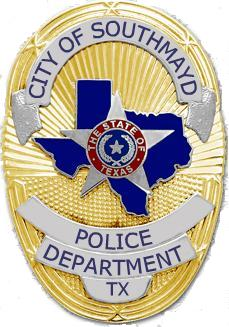 CITY OF SOUTHMAYD
THE STATE OF
TEXAS
POLICE
DEPARTMENT
TX